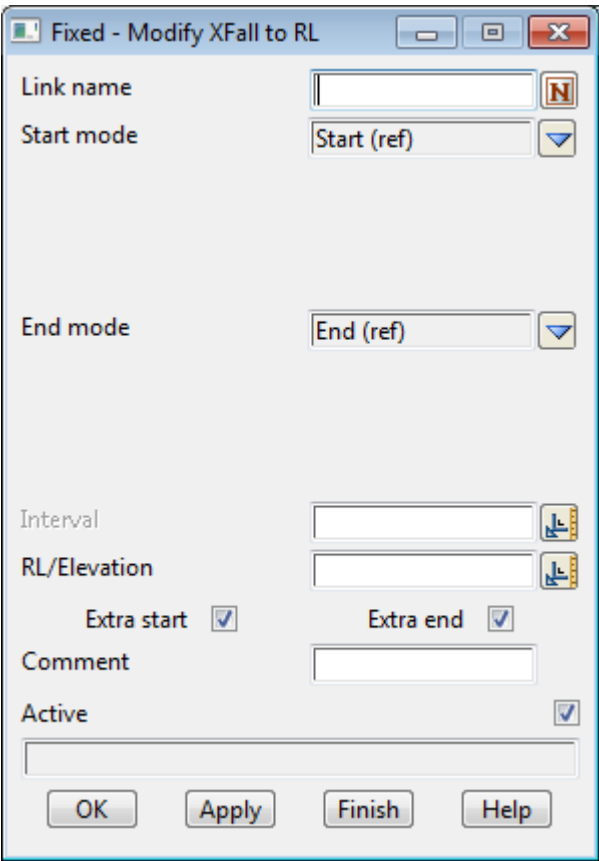 Fixed - Modify XFall to RL
Link name N
Start mode Start (ref)
End mode End (ref)
Interval
RL/Elevation
Extra start Extra end
Comment
Active
OK Apply Finish Help